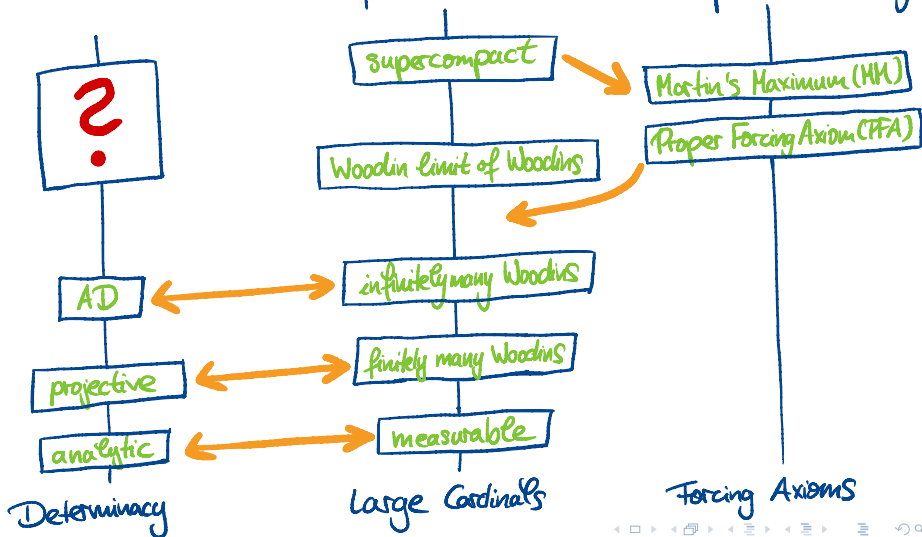 supercompact
Martin's Maximum (MM)
?
Proper Forcing Axiom (PFA)
Woodin limit of Woodins
infinitely many Woodins
AD
finitely many Woodins
projective
measurable
analytic
Determinacy
Large Cardinals
Forcing Axioms